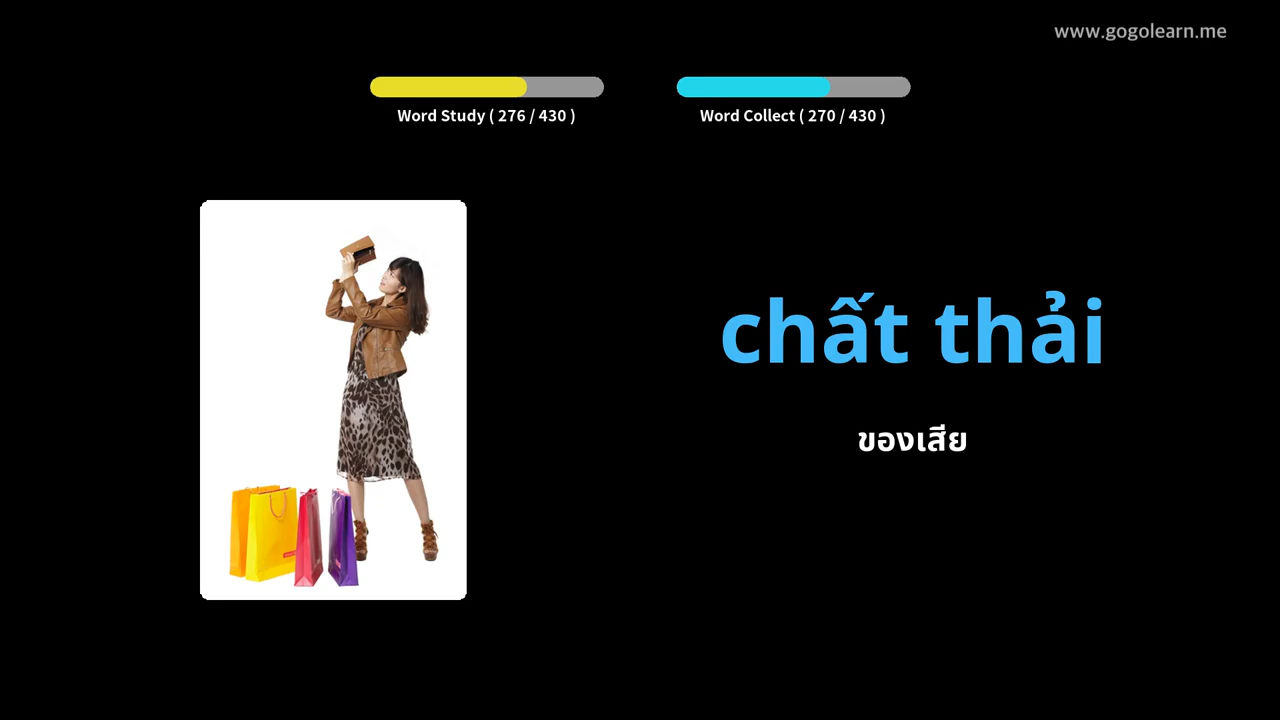 www.gogolearn.me
Word Study ( 276 / 430 )
Word Collect ( 270 / 430 )
chất thải
ของเสีย